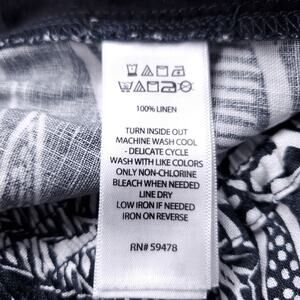 100% LINEN
TURN INSIDE OUT
MACHINE WASH COOL
- DELICATE CYCLE
WASH WITH LIKE COLORS
ONLY NON-CHLORINE
BLEACH WHEN NEEDED
LINE DRY
LOW IRON IF NEEDED
IRON ON REVERSE
RN# 59478